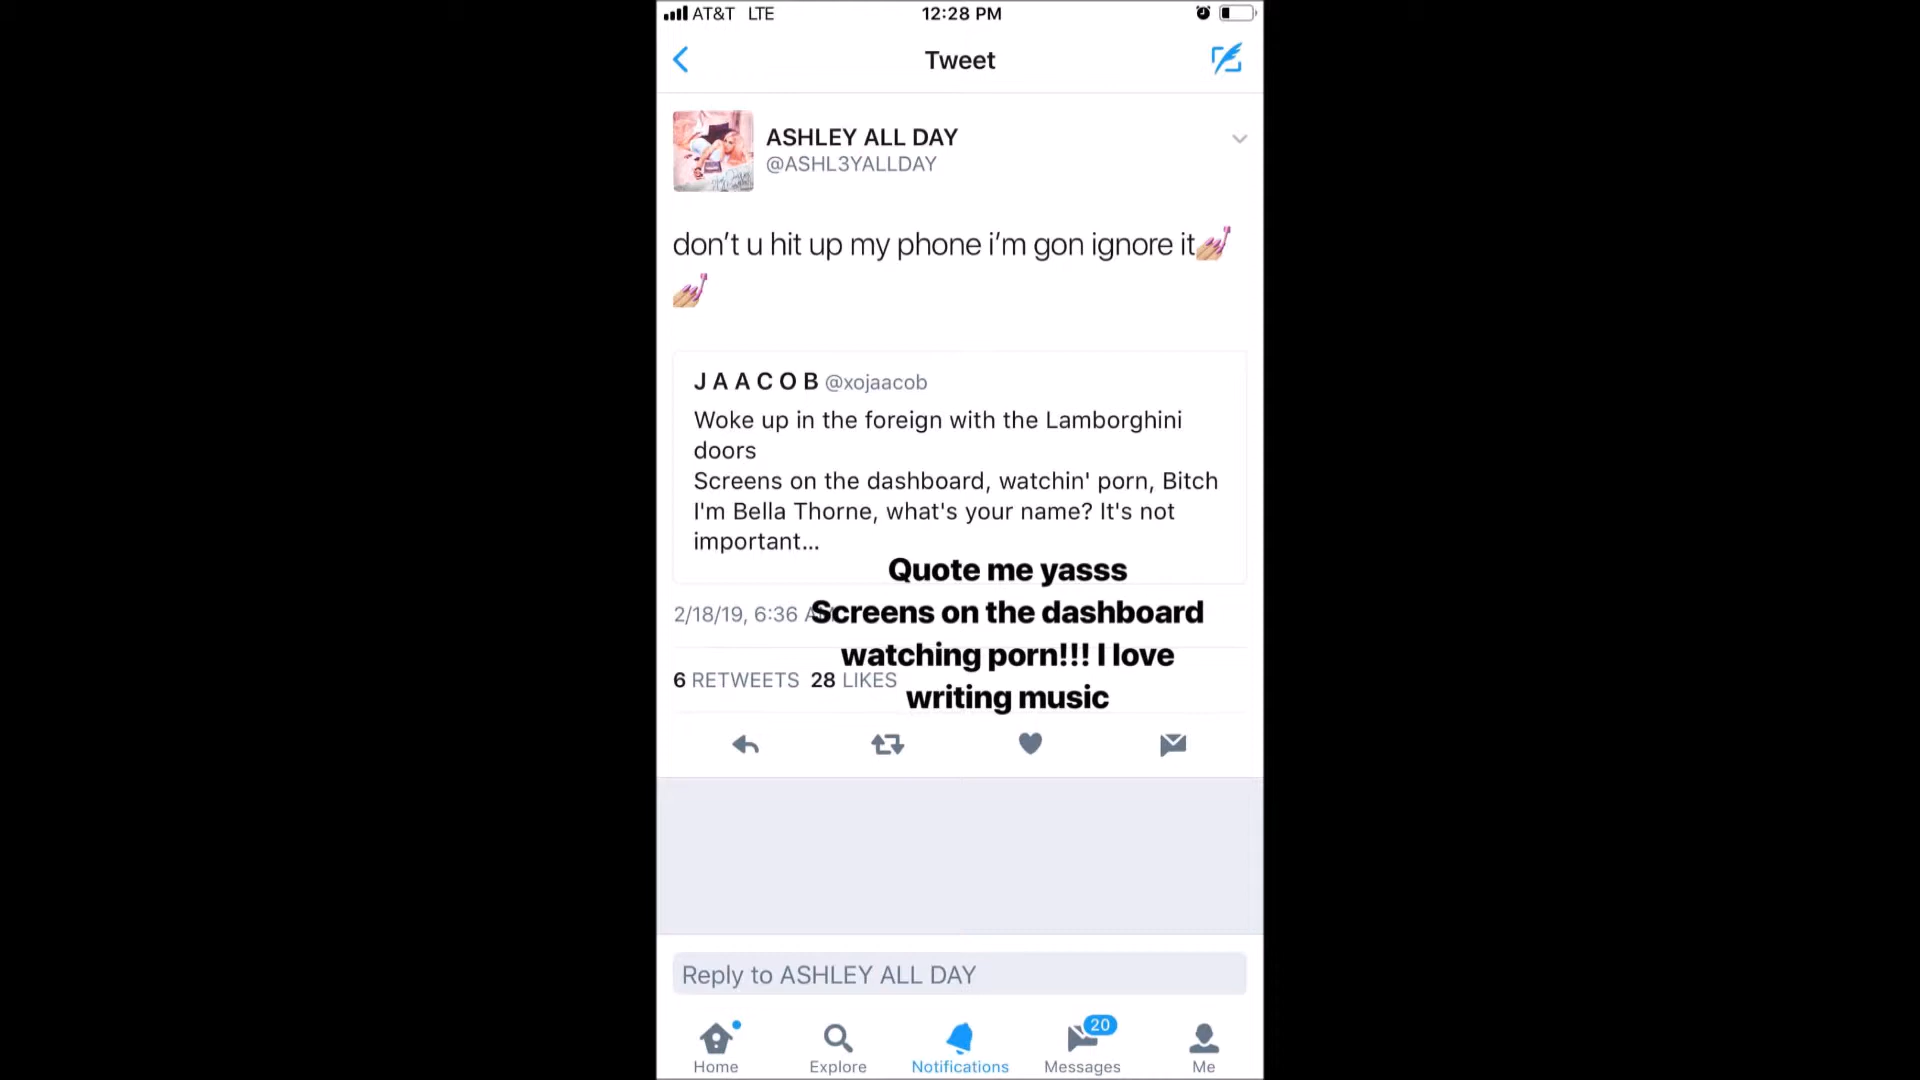 AT&T LTE 12:28 PM
Tweet
ASHLEY ALL DAY
@ASHL3YALLDAY
don't u hit up my phone i'm gon ignore it💅🏼
💅🏼
J A A C O B @xojaacob
Woke up in the foreign with the Lamborghini
doors
Screens on the dashboard, watchin' porn, Bitch
I'm Bella Thorne, what's your name? It's not
important...
Quote me yasss
Screens on the dashboard
watching porn!!! I love
writing music
2/18/19, 6:36
6 RETWEETS 28 LIKES
Reply to ASHLEY ALL DAY
20
Home Explore Notifications Messages Me